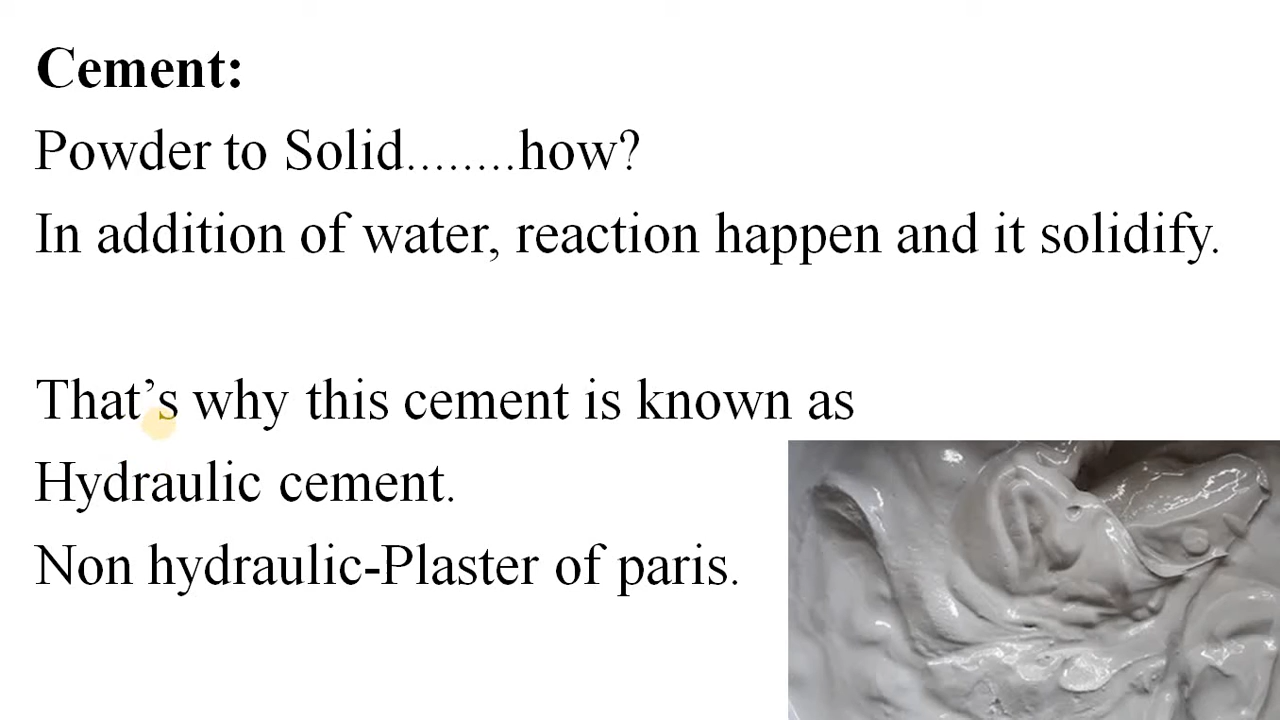 Cement:
Powder to Solid........how?
In addition of water, reaction happen and it solidify.
That’s why this cement is known as
Hydraulic cement.
Non hydraulic-Plaster of paris.